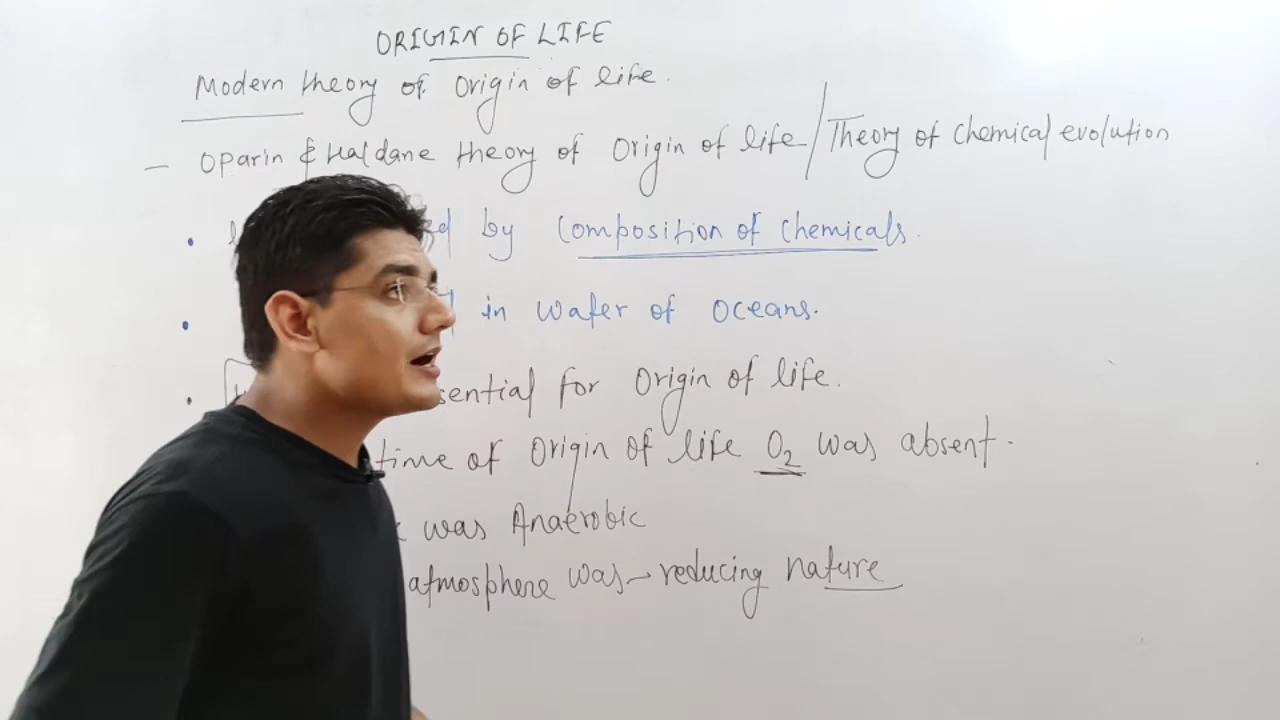 ORIGIN OF LIFE
Modern theory of Origin of life.
– Oparin & Haldane theory of Origin of life / Theory of Chemical evolution
• by Composition of Chemicals.
• in Water of Oceans.
• for Origin of life.
time of Origin of life O₂ was absent.
was Anaerobic
atmosphere was – reducing nature